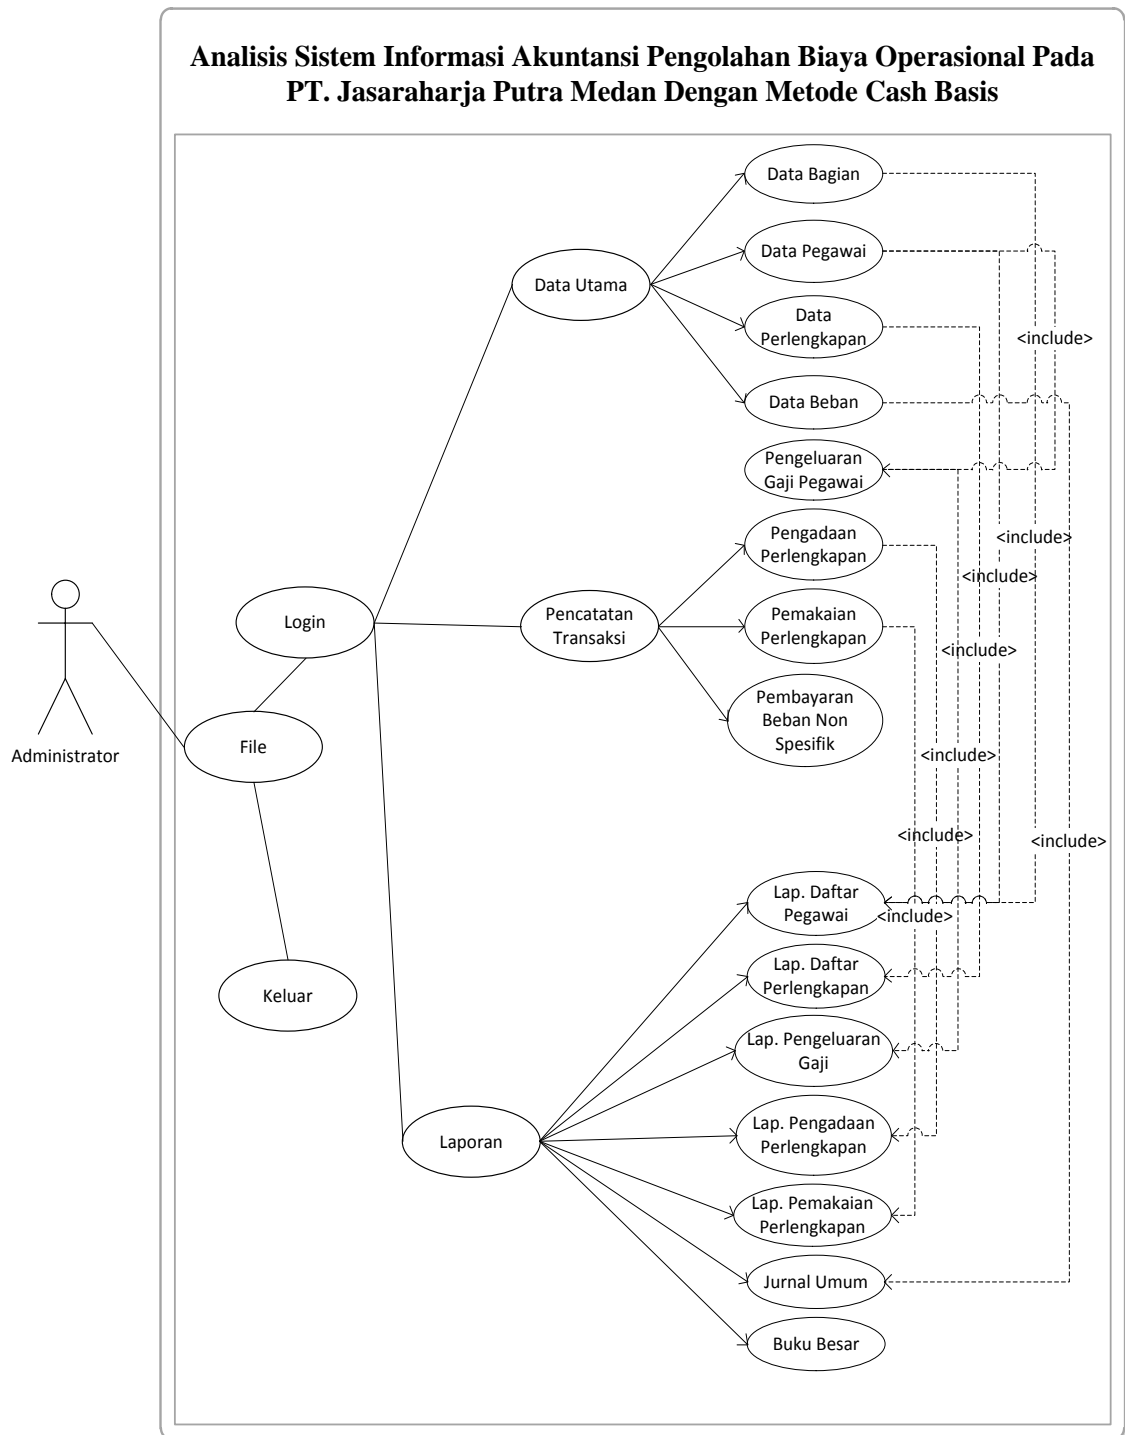 Analisis Sistem Informasi Akuntansi Pengolahan Biaya Operasional Pada
PT. Jasaraharja Putra Medan Dengan Metode Cash Basis
Data Bagian
Data Pegawai
Data Utama
Data
Perlengkapan
<include>
Data Beban
Pengeluaran
Gaji Pegawai
Pengadaan
Perlengkapan
<include>
<include>
Login
Pencatatan
Transaksi
Pemakaian
Perlengkapan
<include>
Pembayaran
Beban Non
Spesifik
File
Administrator
<include>
<include>
<include>
Lap. Daftar
Pegawai
<include>
Lap. Daftar
Perlengkapan
Keluar
Lap. Pengeluaran
Gaji
Laporan
Lap. Pengadaan
Perlengkapan
Lap. Pemakaian
Perlengkapan
Jurnal Umum
Buku Besar